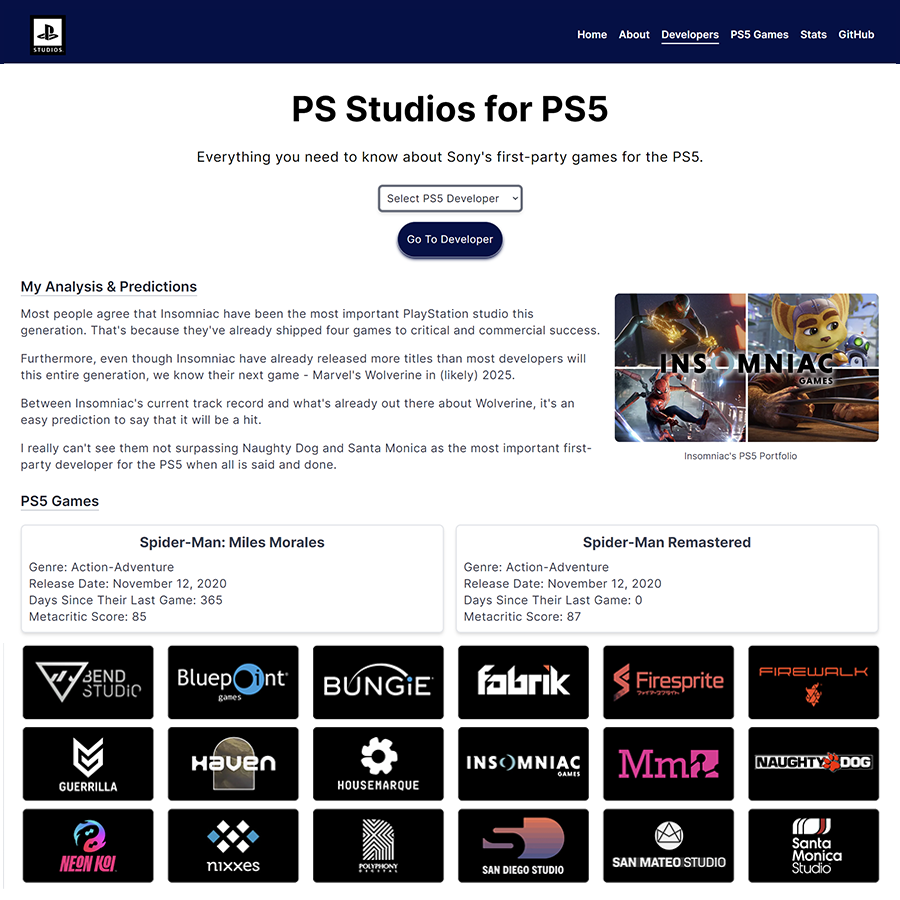 STUDIOS
Home About Developers PS5 Games Stats GitHub
PS Studios for PS5
Everything you need to know about Sony's first-party games for the PS5.
Select PS5 Developer
Go To Developer
My Analysis & Predictions
Most people agree that Insomniac have been the most important PlayStation studio this
generation. That's because they've already shipped four games to critical and commercial success.
Furthermore, even though Insomniac have already released more titles than most developers will
this entire generation, we know their next game - Marvel's Wolverine in (likely) 2025.
Between Insomniac's current track record and what's already out there about Wolverine, it's an
easy prediction to say that it will be a hit.
I really can't see them not surpassing Naughty Dog and Santa Monica as the most important first-
party developer for the PS5 when all is said and done.
INSOMNIAC
GAMES
Insomniac's PS5 Portfolio
PS5 Games
Spider-Man: Miles Morales
Genre: Action-Adventure
Release Date: November 12, 2020
Days Since Their Last Game: 365
Metacritic Score: 85
Spider-Man Remastered
Genre: Action-Adventure
Release Date: November 12, 2020
Days Since Their Last Game: 0
Metacritic Score: 87
BEND
STUDIO
Bluepoint
games
BUNGiE
fabrik
Firesprite
ファイアースプライト
FIREWALK
GUERRILLA
HAVEN
HOUSEMARQUE
INSOMNIAC
GAMES
Mm
NAUGHTY DOG
NEON KOI
nixxes
POLYPHONY
DIGITAL
SAN DIEGO STUDIO
SAN MATEO STUDIO
Santa
Monica
Studio